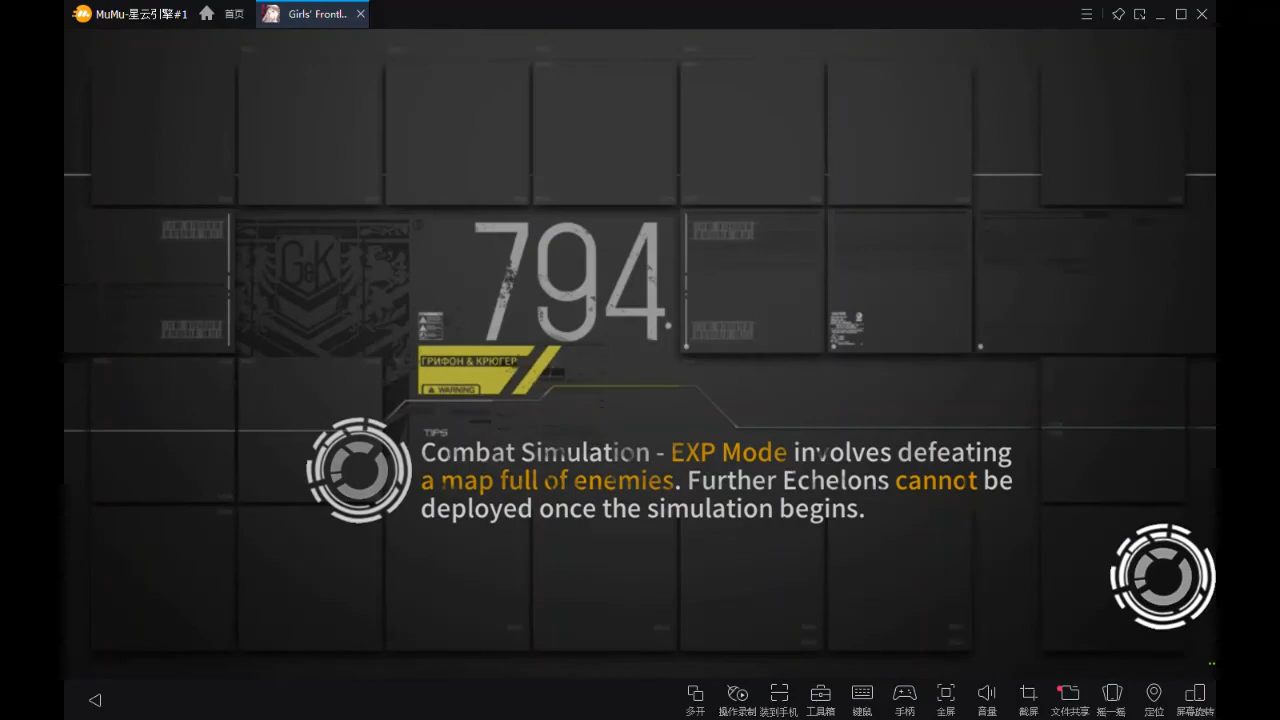 MuMu-星云引擎#1
首页
Girls' Frontl..
G&K
794.
ГРИФОН & КРЮГЕР
WARNING
TIPS
Combat Simulation - EXP Mode involves defeating
a map full of enemies. Further Echelons cannot be
deployed once the simulation begins.
多开
操作录制
装到手机
工具箱
键鼠
手柄
全屏
音量
截屏
文件共享
摇一摇
定位
屏幕旋转